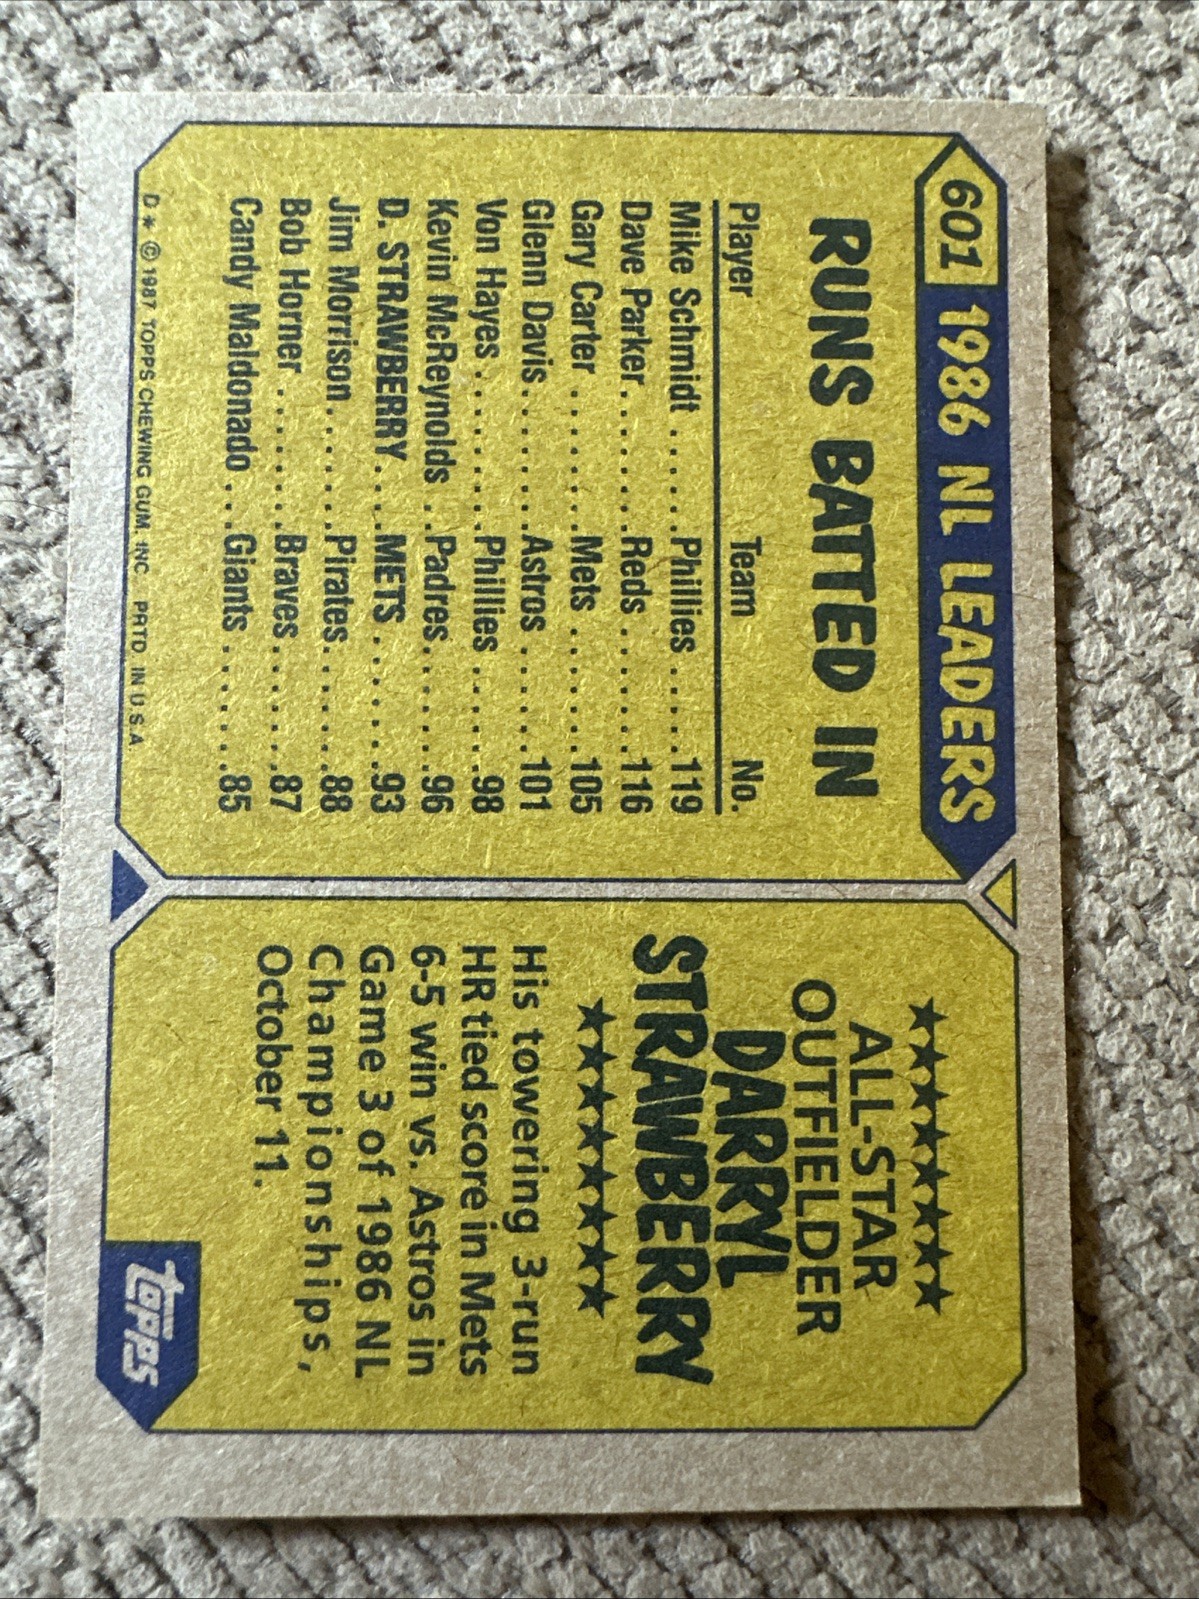 601 1986 NL LEADERS
RUNS BATTED IN
Player Team No.
Mike Schmidt.......Phillies.....119
Dave Parker........Reds.......116
Gary Carter ........Mets.......105
Glenn Davis........Astros......101
Von Hayes........Phillies......98
Kevin McReynolds ..Padres......96
D. STRAWBERRY....METS.......93
Jim Morrison.......Pirates......88
Bob Horner ........Braves......87
Candy Maldonado...Giants.......85
D * © 1987 TOPPS CHEWING GUM, INC. PRTD. IN U.S.A.
★★★★★★★
ALL-STAR
OUTFIELDER
DARRYL
STRAWBERRY
★★★★★★★
His towering 3-run
HR tied score in Mets
6-5 win vs. Astros in
Game 3 of 1986 NL
Championships,
October 11.
topps